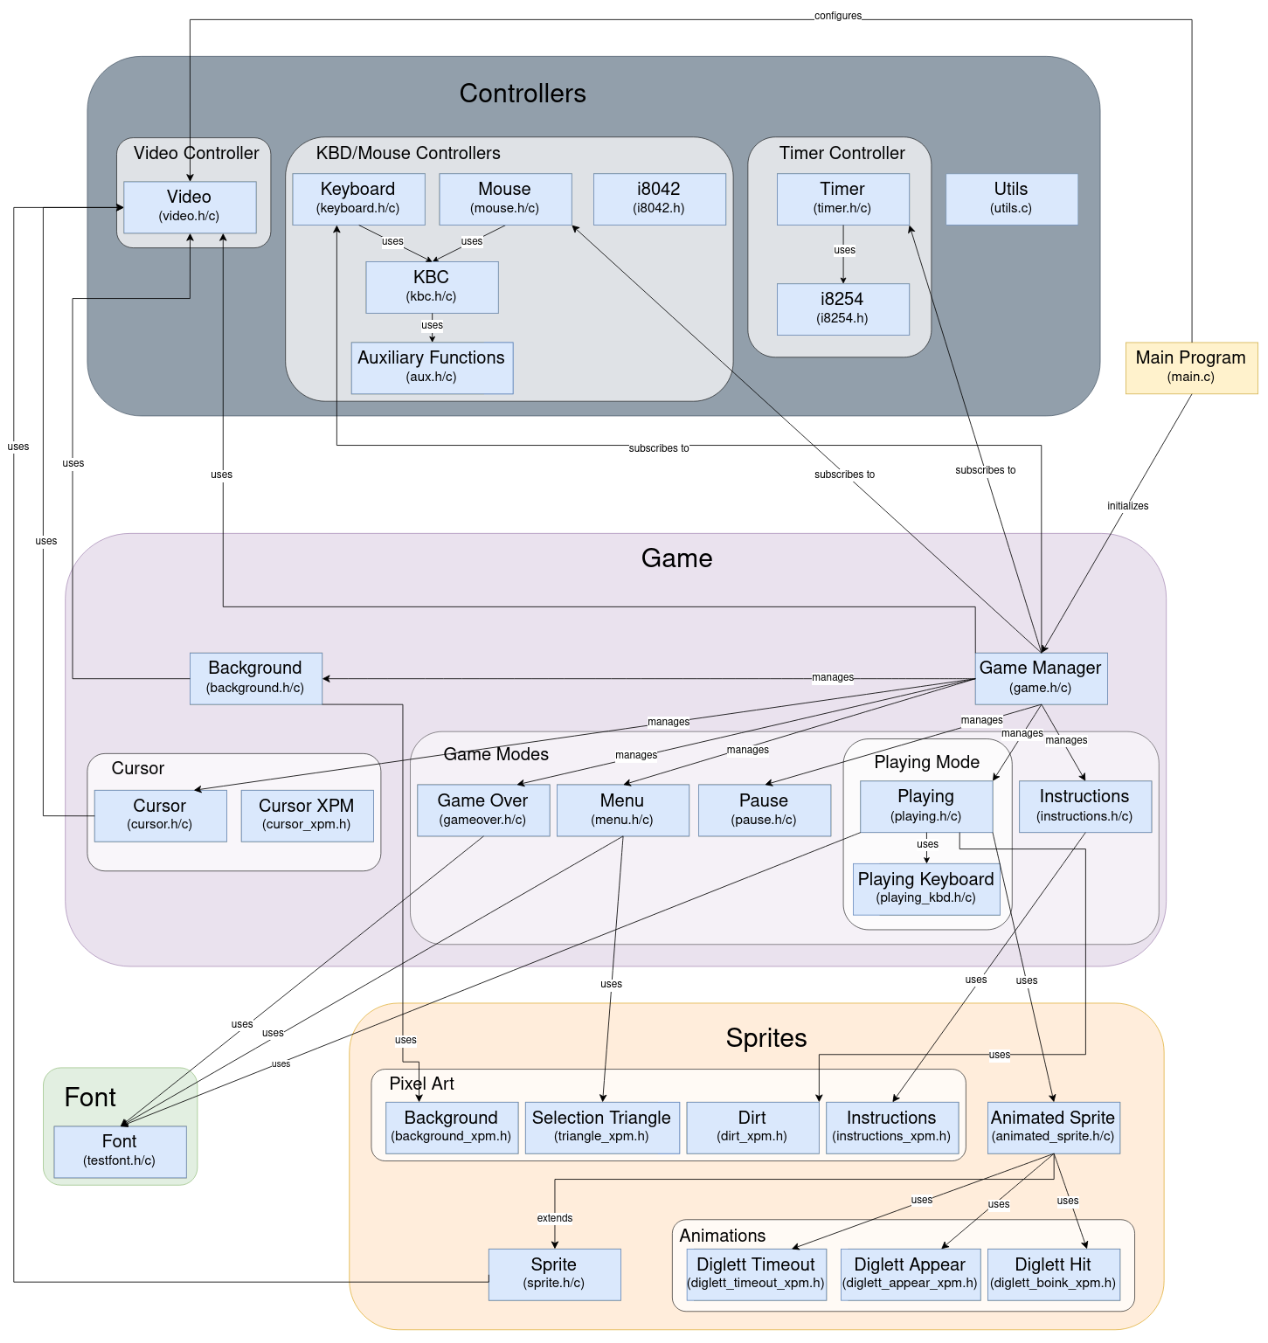 configures
Controllers
Video Controller
KBD/Mouse Controllers
Timer Controller
Video
(video.h/c)
Keyboard
(keyboard.h/c)
Mouse
(mouse.h/c)
i8042
(i8042.h)
Timer
(timer.h/c)
Utils
(utils.c)
uses
uses
uses
KBC
(kbc.h/c)
i8254
(i8254.h)
uses
Auxiliary Functions
(aux.h/c)
Main Program
(main.c)
uses
uses
uses
subscribes to
subscribes to
subscribes to
initializes
uses
Game
Background
(background.h/c)
manages
Game Manager
(game.h/c)
manages
manages
manages
manages
manages
manages
Cursor
Game Modes
Playing Mode
Cursor
(cursor.h/c)
Cursor XPM
(cursor_xpm.h)
Game Over
(gameover.h/c)
Menu
(menu.h/c)
Pause
(pause.h/c)
Playing
(playing.h/c)
Instructions
(instructions.h/c)
uses
Playing Keyboard
(playing_kbd.h/c)
uses
uses
uses
uses
uses
uses
uses
uses
Sprites
Pixel Art
Font
Font
(testfont.h/c)
Background
(background_xpm.h)
Selection Triangle
(triangle_xpm.h)
Dirt
(dirt_xpm.h)
Instructions
(instructions_xpm.h)
Animated Sprite
(animated_sprite.h/c)
uses
uses
uses
extends
Animations
Sprite
(sprite.h/c)
Diglett Timeout
(diglett_timeout_xpm.h)
Diglett Appear
(diglett_appear_xpm.h)
Diglett Hit
(diglett_boink_xpm.h)